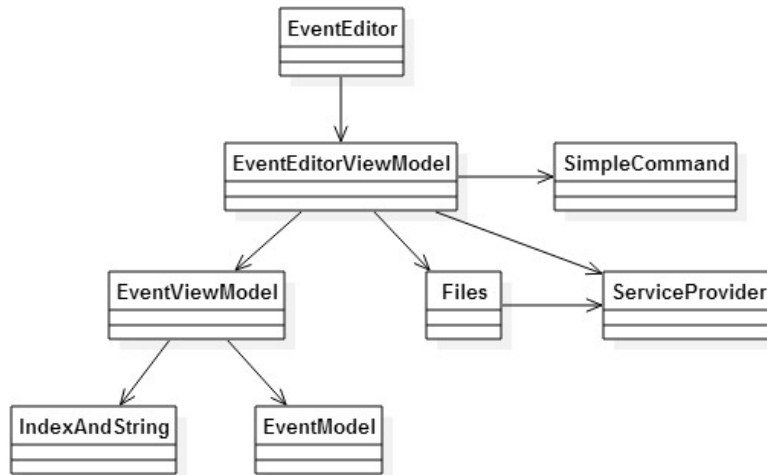 EventEditor
EventEditorViewModel
SimpleCommand
EventViewModel
Files
ServiceProvider
IndexAndString
EventModel